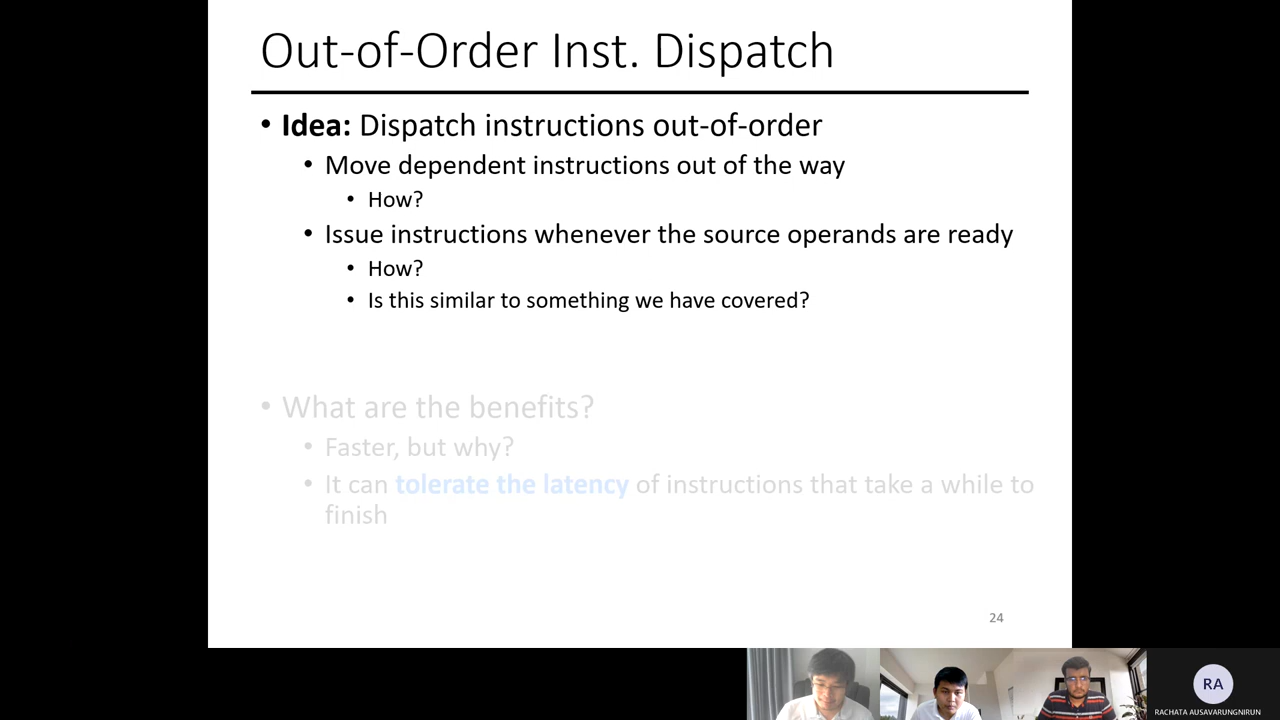 Out-of-Order Inst. Dispatch
• Idea: Dispatch instructions out-of-order
• Move dependent instructions out of the way
• How?
• Issue instructions whenever the source operands are ready
• How?
• Is this similar to something we have covered?
• What are the benefits?
• Faster, but why?
• It can tolerate the latency of instructions that take a while to
finish
24
RA
RACHATA AUSAVARUNGNIRUN